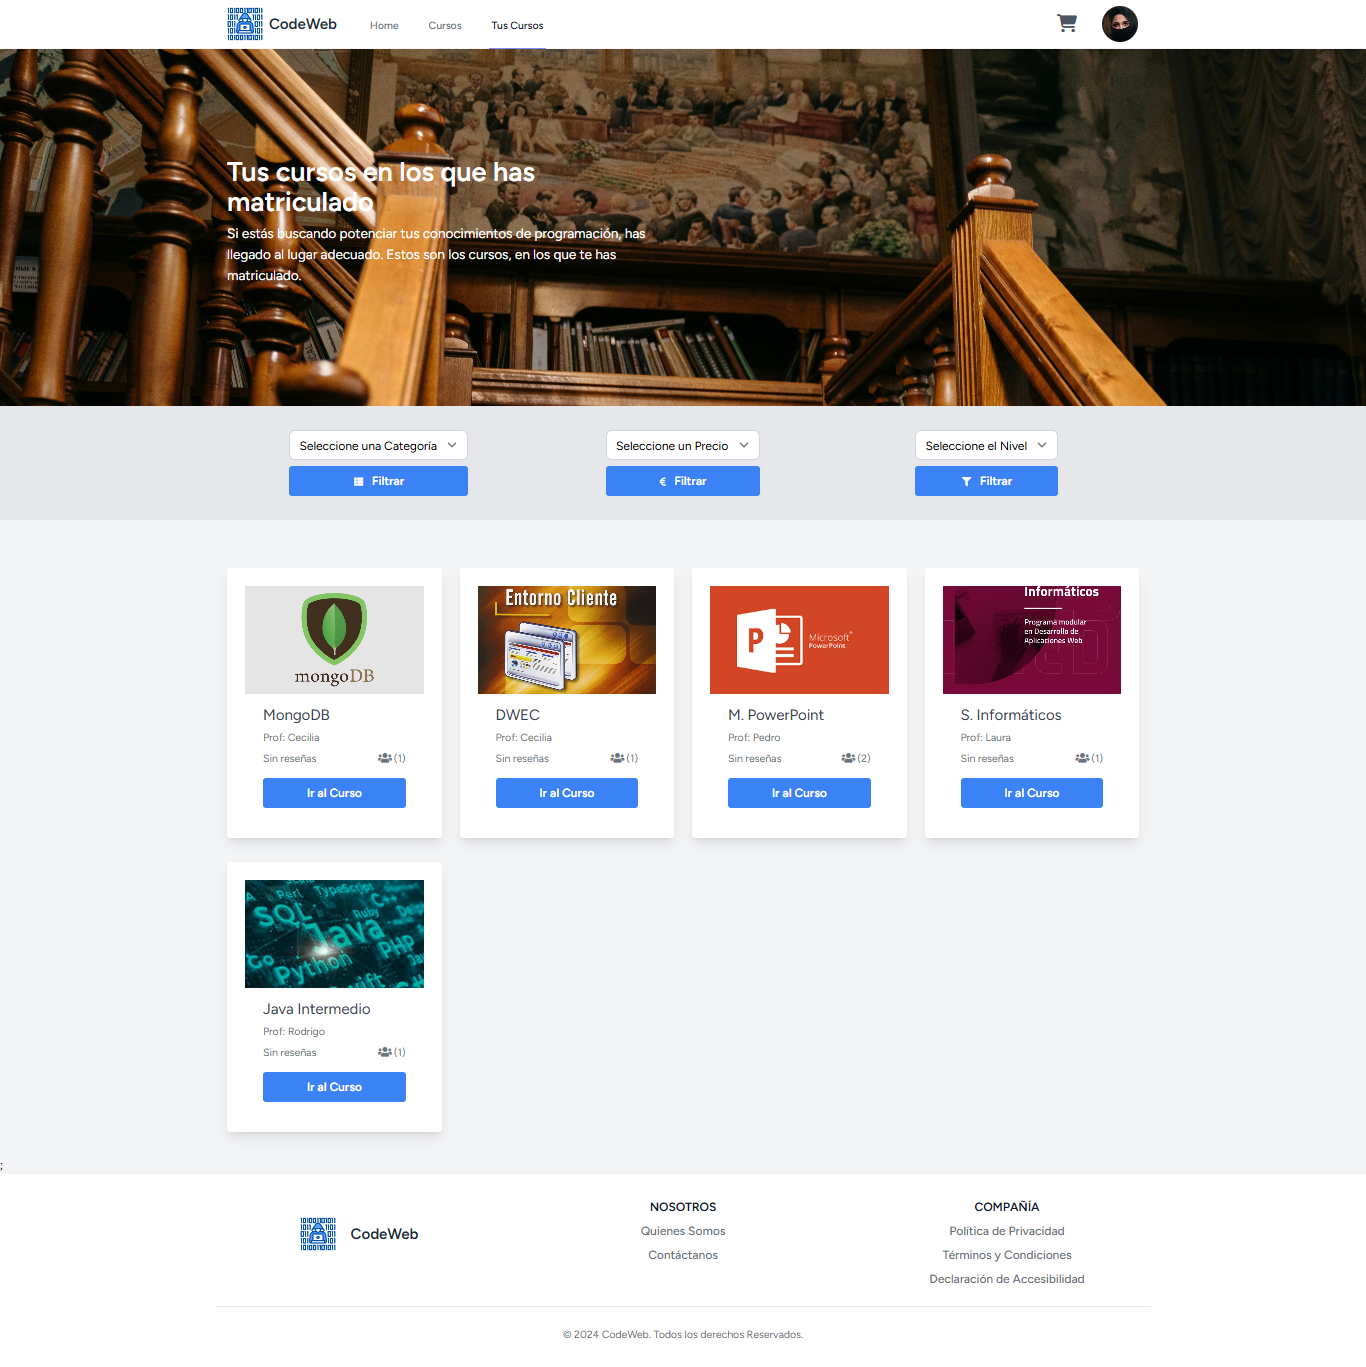 CodeWeb
Home
Cursos
Tus Cursos
Tus cursos en los que has
matriculado
Si estás buscando potenciar tus conocimientos de programación, has
llegado al lugar adecuado. Estos son los cursos, en los que te has
matriculado.
Seleccione una Categoría
Seleccione un Precio
Seleccione el Nivel
Filtrar
€ Filtrar
Filtrar
mongoDB
MongoDB
Prof: Cecilia
Sin reseñas (1)
Ir al Curso
Entorno Cliente
DWEC
Prof: Cecilia
Sin reseñas (1)
Ir al Curso
P
Microsoft®
PowerPoint
M. PowerPoint
Prof: Pedro
Sin reseñas (2)
Ir al Curso
Informáticos
Programa modular
en Desarrollo de
Aplicaciones Web
S. Informáticos
Prof: Laura
Sin reseñas (1)
Ir al Curso
Perl
TypeScript
C++
SQL
Ruby
Java
PHP
Go
Python
Java Intermedio
Prof: Rodrigo
Sin reseñas (1)
Ir al Curso
;
CodeWeb
NOSOTROS
Quienes Somos
Contáctanos
COMPAÑÍA
Política de Privacidad
Términos y Condiciones
Declaración de Accesibilidad
© 2024 CodeWeb. Todos los derechos Reservados.